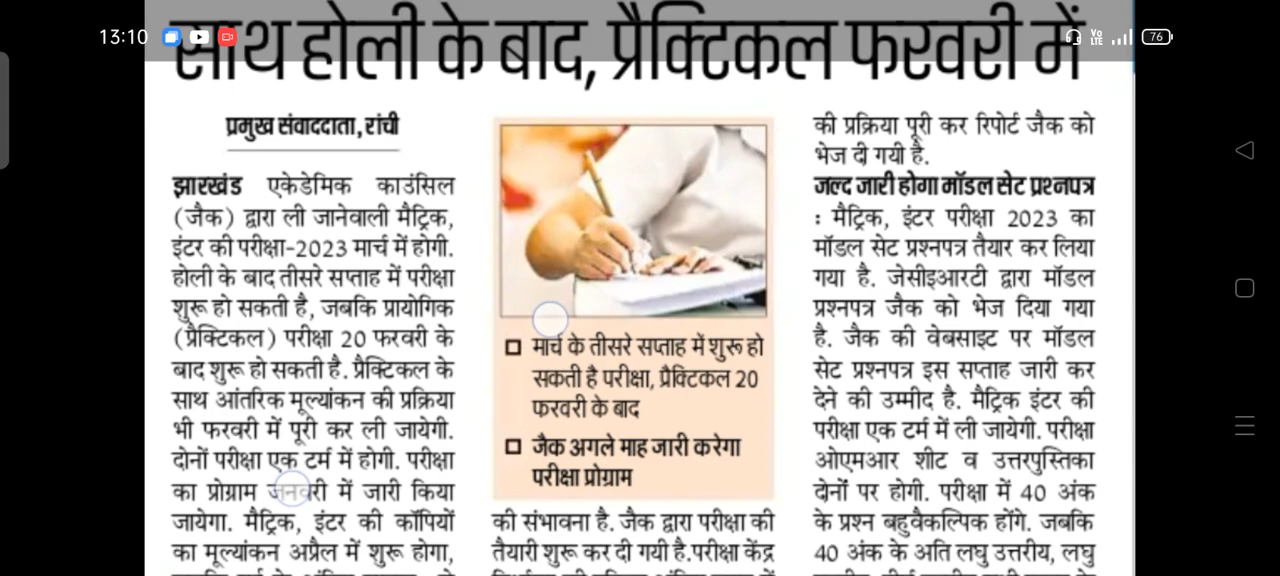 13:10
Vo
LTE
76
साथ होली के बाद, प्रैक्टिकल फरवरी में
प्रमुख संवाददाता, रांची
झारखंड एकेडेमिक काउंसिल
(जैक) द्वारा ली जानेवाली मैट्रिक,
इंटर की परीक्षा-2023 मार्च में होगी.
होली के बाद तीसरे सप्ताह में परीक्षा
शुरू हो सकती है, जबकि प्रायोगिक
(प्रैक्टिकल) परीक्षा 20 फरवरी के
बाद शुरू हो सकती है. प्रैक्टिकल के
साथ आंतरिक मूल्यांकन की प्रक्रिया
भी फरवरी में पूरी कर ली जायेगी.
दोनों परीक्षा एक टर्म में होगी. परीक्षा
का प्रोग्राम जनवरी में जारी किया
जायेगा. मैट्रिक, इंटर की कॉपियों
का मूल्यांकन अप्रैल में शुरू होगा,
मार्च के तीसरे सप्ताह में शुरू हो
सकती है परीक्षा, प्रैक्टिकल 20
फरवरी के बाद
जैक अगले माह जारी करेगा
परीक्षा प्रोग्राम
की संभावना है. जैक द्वारा परीक्षा की
तैयारी शुरू कर दी गयी है.परीक्षा केंद्र
की प्रक्रिया पूरी कर रिपोर्ट जैक को
भेज दी गयी है.
जल्द जारी होगा मॉडल सेट प्रश्नपत्र
: मैट्रिक, इंटर परीक्षा 2023 का
मॉडल सेट प्रश्नपत्र तैयार कर लिया
गया है. जेसीइआरटी द्वारा मॉडल
प्रश्नपत्र जैक को भेज दिया गया
है. जैक की वेबसाइट पर मॉडल
सेट प्रश्नपत्र इस सप्ताह जारी कर
देने की उम्मीद है. मैट्रिक इंटर की
परीक्षा एक टर्म में ली जायेगी. परीक्षा
ओएमआर शीट व उत्तरपुस्तिका
दोनों पर होगी. परीक्षा में 40 अंक
के प्रश्न बहुवैकल्पिक होंगे. जबकि
40 अंक के अति लघु उत्तरीय, लघु